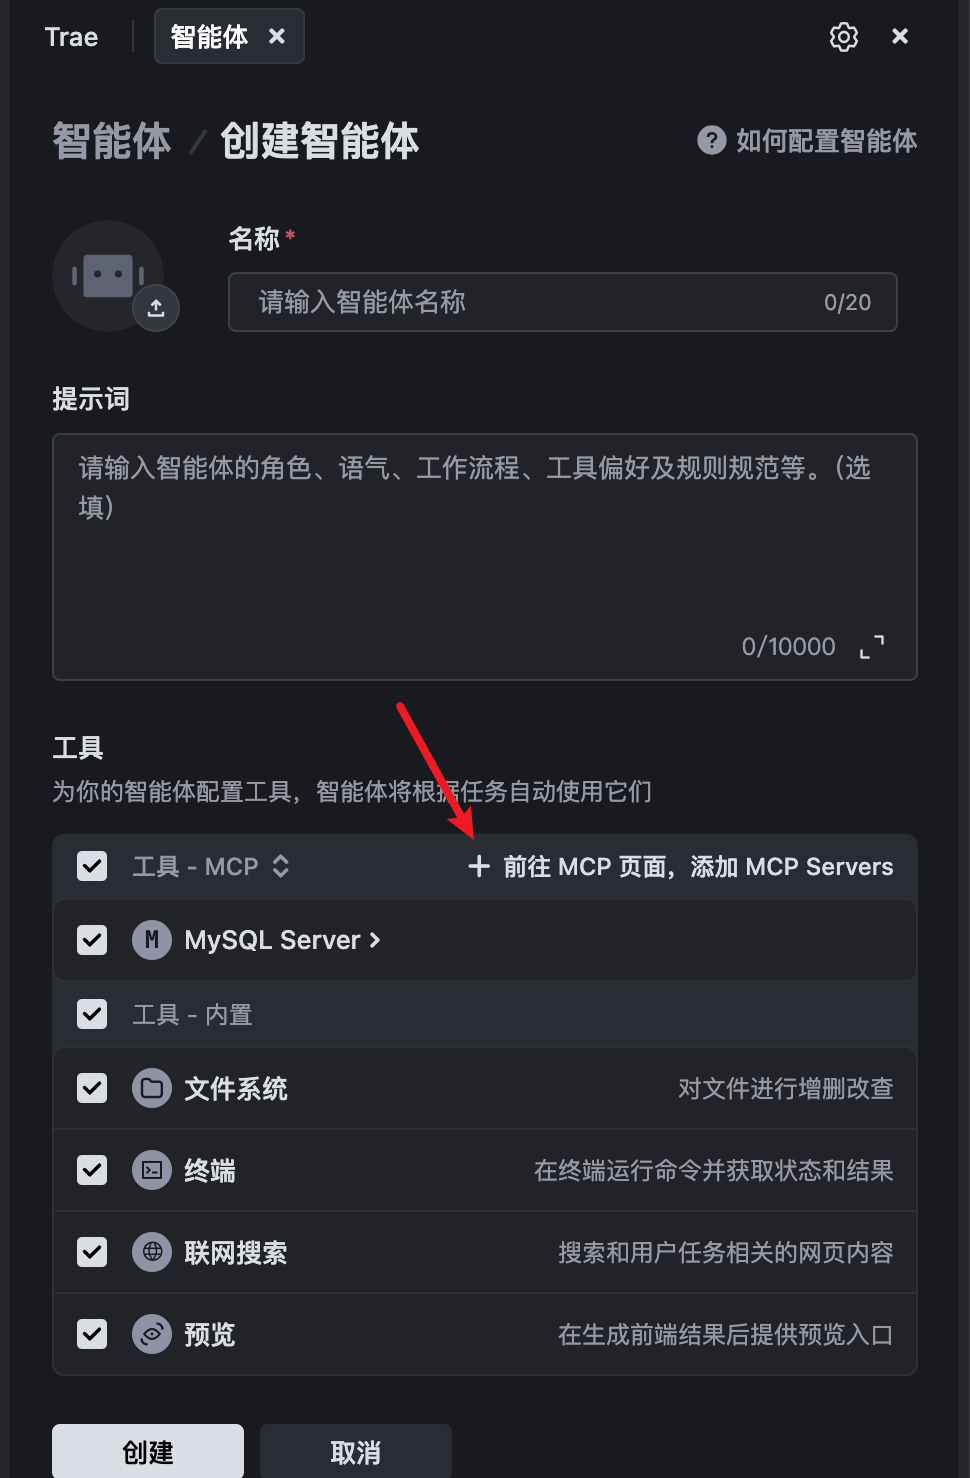 Trae
智能体
智能体 / 创建智能体
如何配置智能体
名称 *
请输入智能体名称
0/20
提示词
请输入智能体的角色、语气、工作流程、工具偏好及规则规范等。（选
填）
0/10000
工具
为你的智能体配置工具，智能体将根据任务自动使用它们
工具 - MCP
前往 MCP 页面，添加 MCP Servers
M MySQL Server
工具 - 内置
文件系统
对文件进行增删改查
终端
在终端运行命令并获取状态和结果
联网搜索
搜索和用户任务相关的网页内容
预览
在生成前端结果后提供预览入口
创建
取消